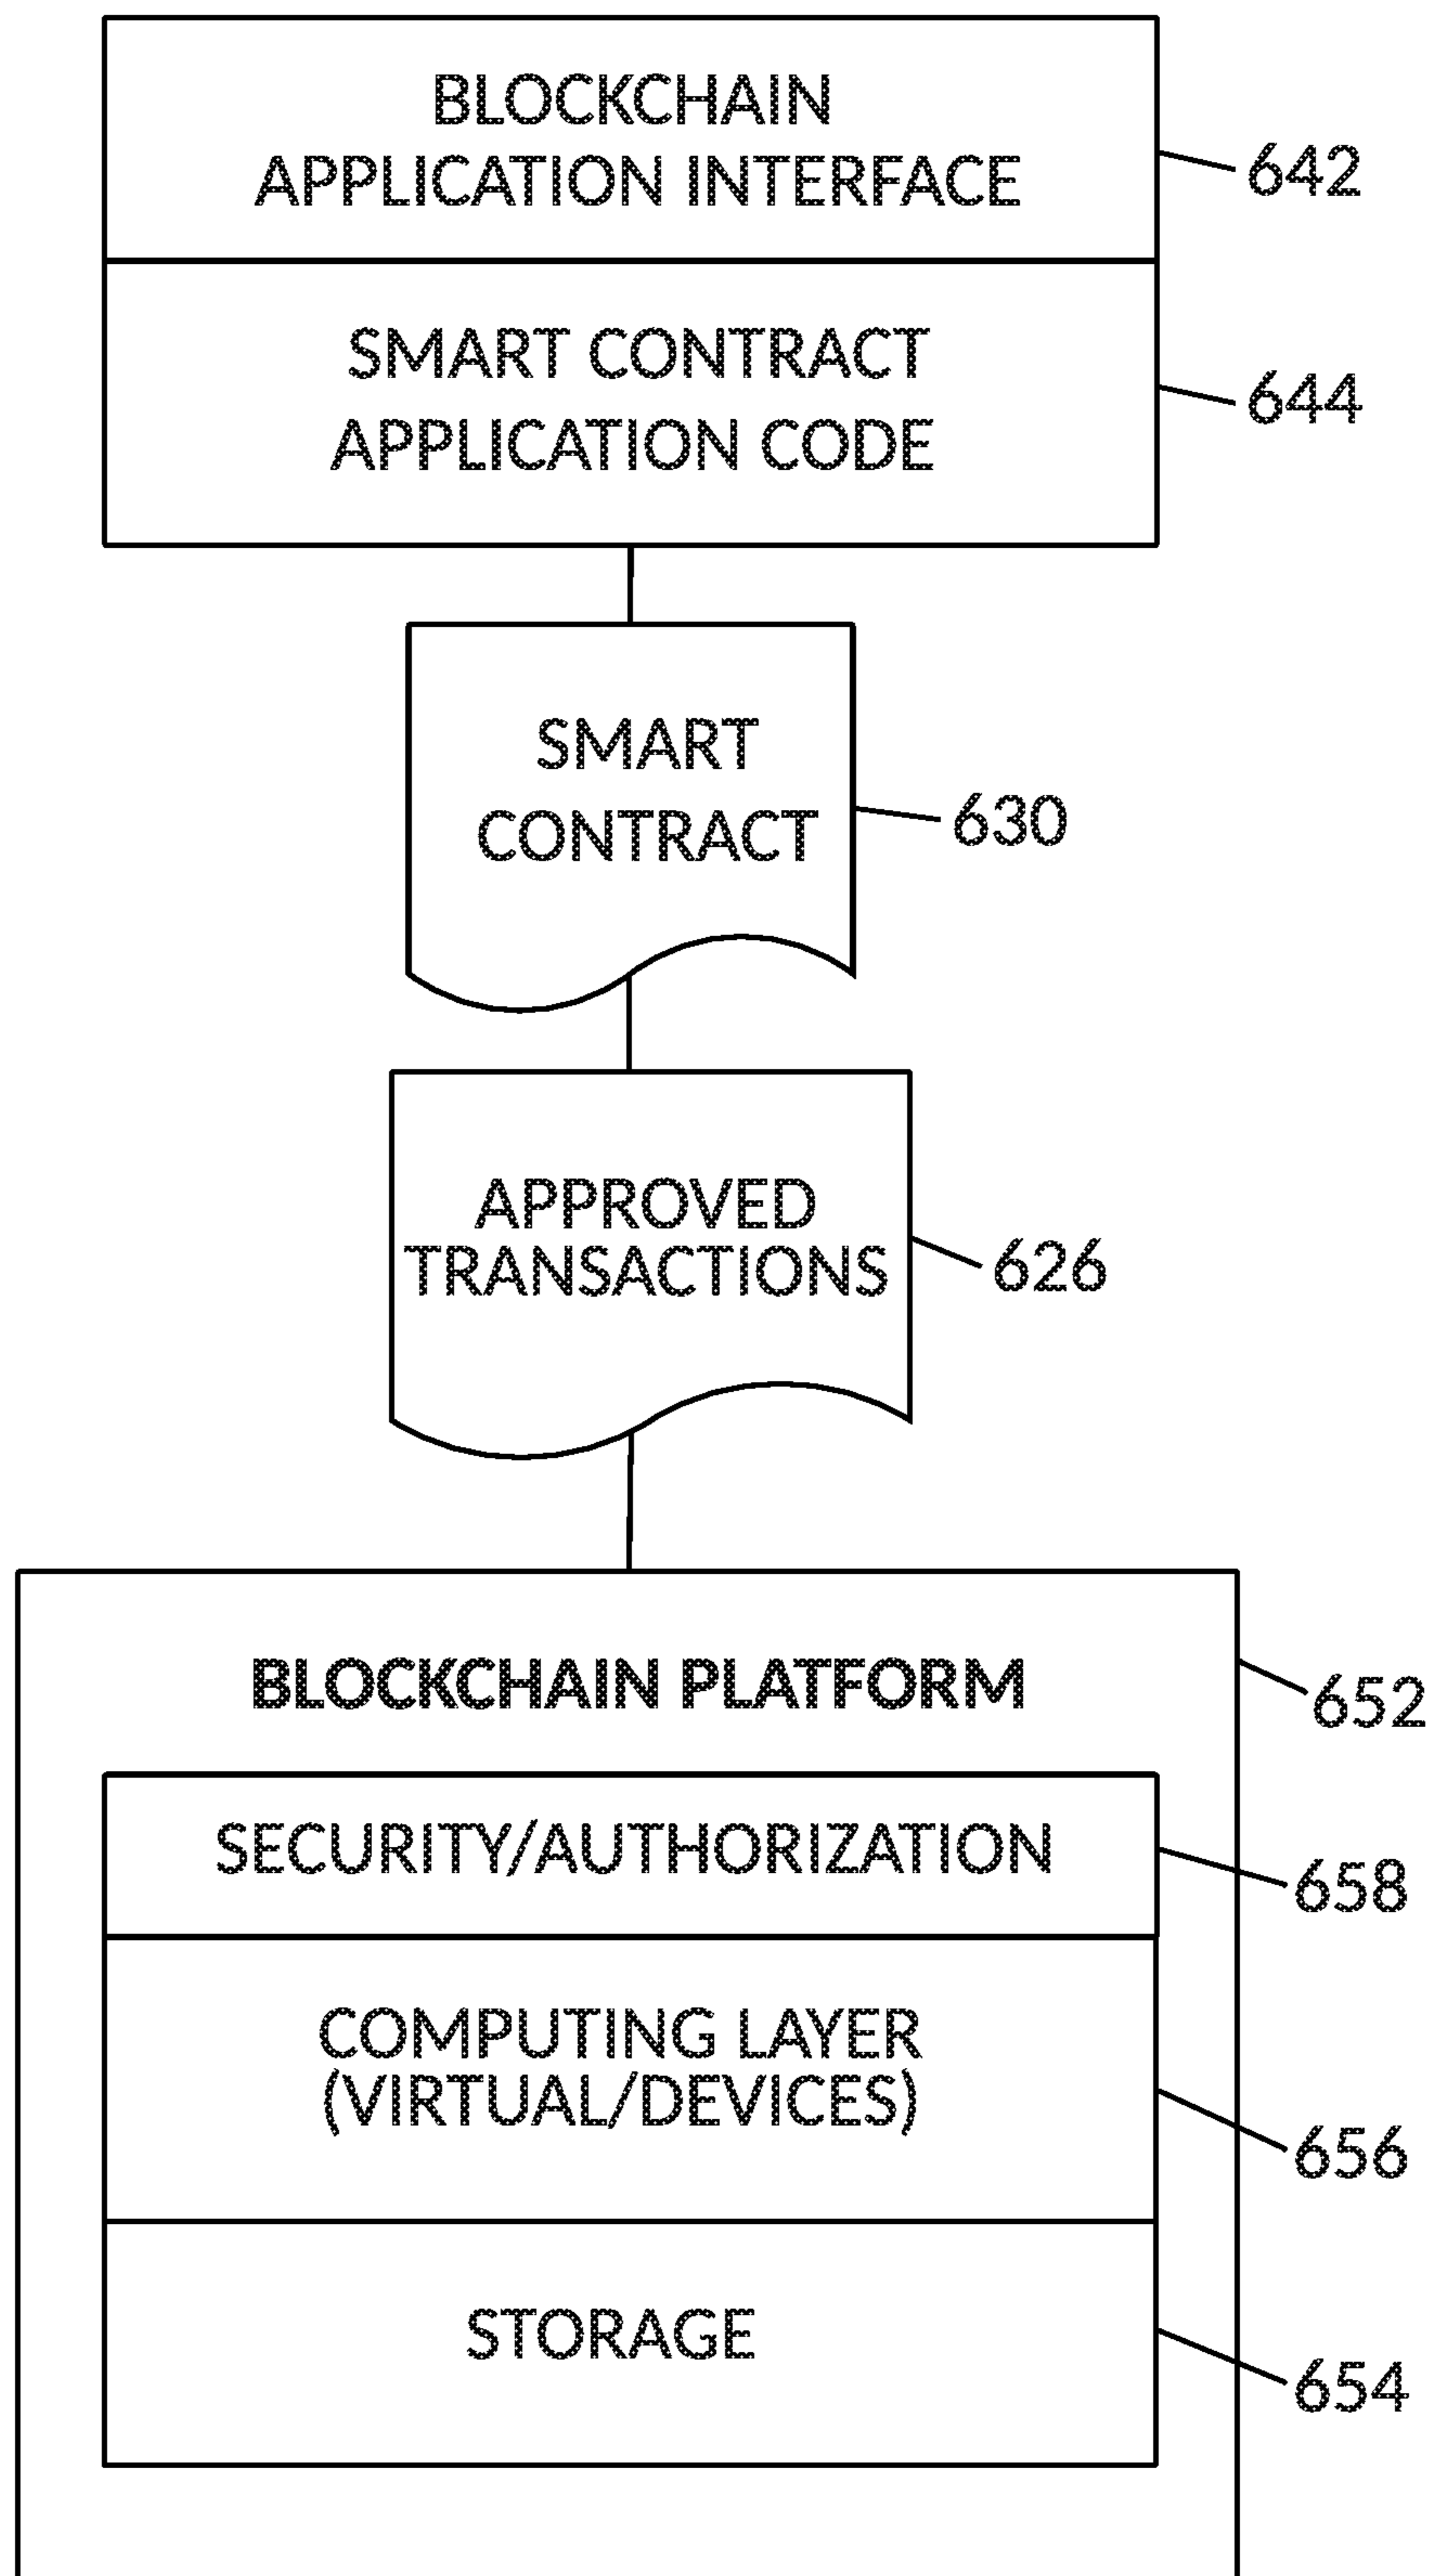 BLOCKCHAIN
APPLICATION INTERFACE
642
SMART CONTRACT
APPLICATION CODE
644
SMART
CONTRACT
630
APPROVED
TRANSACTIONS
626
BLOCKCHAIN PLATFORM
652
SECURITY/AUTHORIZATION
658
COMPUTING LAYER
(VIRTUAL/DEVICES)
656
STORAGE
654